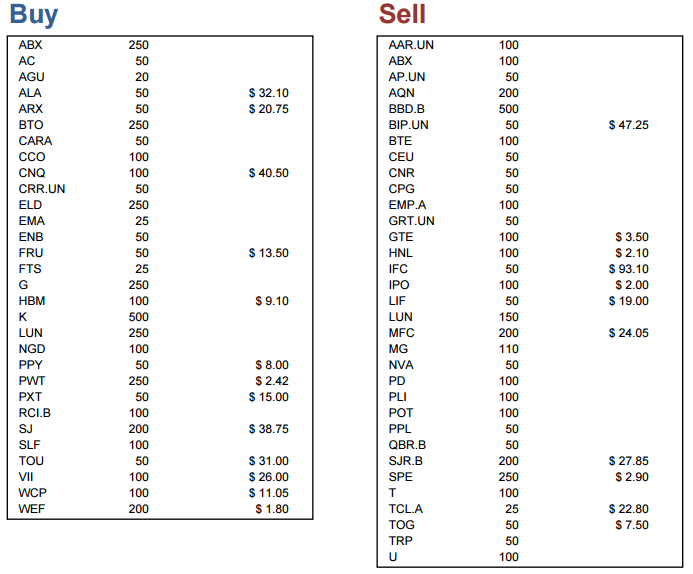 Buy
ABX 250
AC 50
AGU 20
ALA 50 $ 32.10
ARX 50 $ 20.75
BTO 250
CARA 50
CCO 100
CNQ 100 $ 40.50
CRR.UN 50
ELD 250
EMA 25
ENB 50
FRU 50 $ 13.50
FTS 25
G 250
HBM 100 $ 9.10
K 500
LUN 250
NGD 100
PPY 50 $ 8.00
PWT 250 $ 2.42
PXT 50 $ 15.00
RCI.B 100
SJ 200 $ 38.75
SLF 100
TOU 50 $ 31.00
VII 100 $ 26.00
WCP 100 $ 11.05
WEF 200 $ 1.80
Sell
AAR.UN 100
ABX 100
AP.UN 50
AQN 200
BBD.B 500
BIP.UN 50 $ 47.25
BTE 100
CEU 50
CNR 50
CPG 50
EMP.A 100
GRT.UN 50
GTE 100 $ 3.50
HNL 100 $ 2.10
IFC 50 $ 93.10
IPO 100 $ 2.00
LIF 50 $ 19.00
LUN 150
MFC 200 $ 24.05
MG 110
NVA 50
PD 100
PLI 100
POT 100
PPL 50
QBR.B 50
SJR.B 200 $ 27.85
SPE 250 $ 2.90
T 100
TCL.A 25 $ 22.80
TOG 50 $ 7.50
TRP 50
U 100